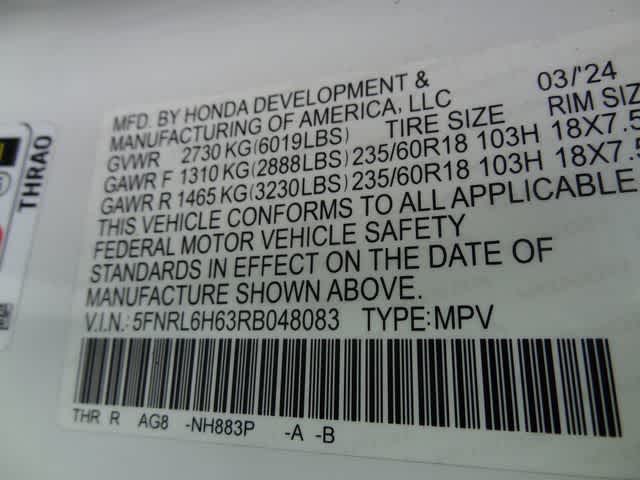 MFD. BY HONDA DEVELOPMENT & 03/'24
MANUFACTURING OF AMERICA, LLC
GVWR 2730 KG(6019LBS) TIRE SIZE RIM SIZ
GAWR F 1310 KG(2888LBS)235/60R18 103H 18X7.5
GAWR R 1465 KG(3230LBS)235/60R18 103H 18X7.5
THIS VEHICLE CONFORMS TO ALL APPLICABLE
FEDERAL MOTOR VEHICLE SAFETY
STANDARDS IN EFFECT ON THE DATE OF
MANUFACTURE SHOWN ABOVE.
V.I.N.: 5FNRL6H63RB048083 TYPE:MPV
THR R AG8 -NH883P -A -B
THRA0